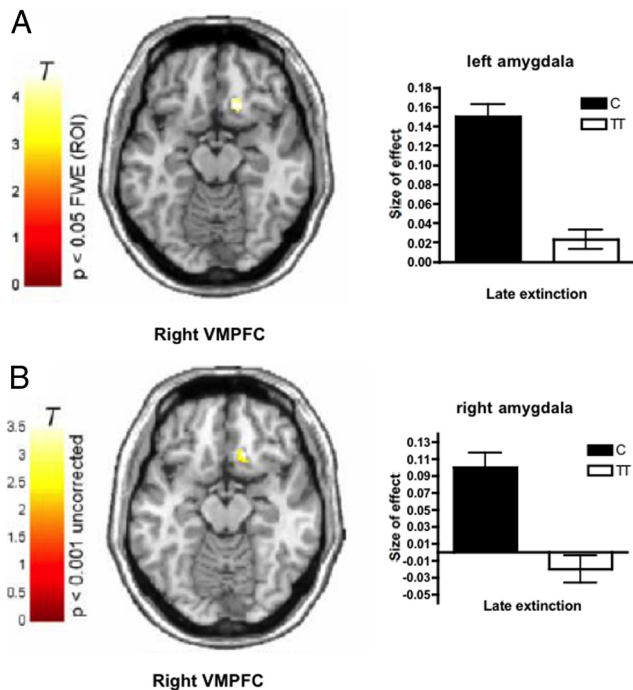 A
T
4
3
2
1
0
p < 0.05 FWE (ROI)
Right VMPFC
left amygdala
Size of effect
0.18
0.16
0.14
0.12
0.10
0.08
0.06
0.04
0.02
0.00
C
TT
Late extinction
B
T
3.5
3
2.5
2
1.5
1
0.5
0
p < 0.001 uncorrected
Right VMPFC
right amygdala
Size of effect
0.13
0.11
0.09
0.07
0.05
0.03
0.01
-0.01
-0.03
-0.05
C
TT
Late extinction